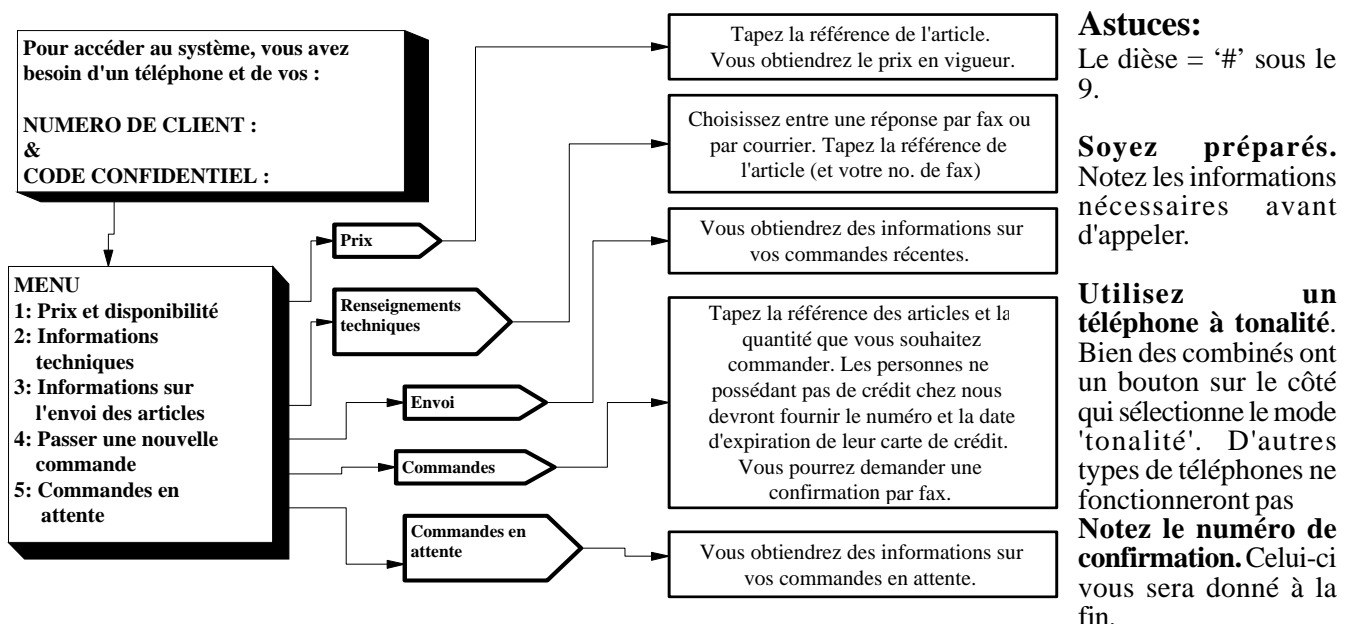 Pour accéder au système, vous avez
besoin d'un téléphone et de vos :
NUMERO DE CLIENT :
&
CODE CONFIDENTIEL :
MENU
1: Prix et disponibilité
2: Informations
techniques
3: Informations sur
l'envoi des articles
4: Passer une nouvelle
commande
5: Commandes en
attente
Prix
Renseignements
techniques
Envoi
Commandes
Commandes en
attente
Tapez la référence de l'article.
Vous obtiendrez le prix en vigueur.
Choisissez entre une réponse par fax ou
par courrier. Tapez la référence de
l'article (et votre no. de fax)
Vous obtiendrez des informations sur
vos commandes récentes.
Tapez la référence des articles et la
quantité que vous souhaitez
commander. Les personnes ne
possédant pas de crédit chez nous
devront fournir le numéro et la date
d'expiration de leur carte de crédit.
Vous pourrez demander une
confirmation par fax.
Vous obtiendrez des informations sur
vos commandes en attente.
Astuces:
Le dièse = ‘#’ sous le
9.
Soyez préparés.
Notez les informations
nécessaires avant
d'appeler.
Utilisez un
téléphone à tonalité.
Bien des combinés ont
un bouton sur le côté
qui sélectionne le mode
'tonalité'. D'autres
types de téléphones ne
fonctionneront pas
Notez le numéro de
confirmation. Celui-ci
vous sera donné à la
fin.